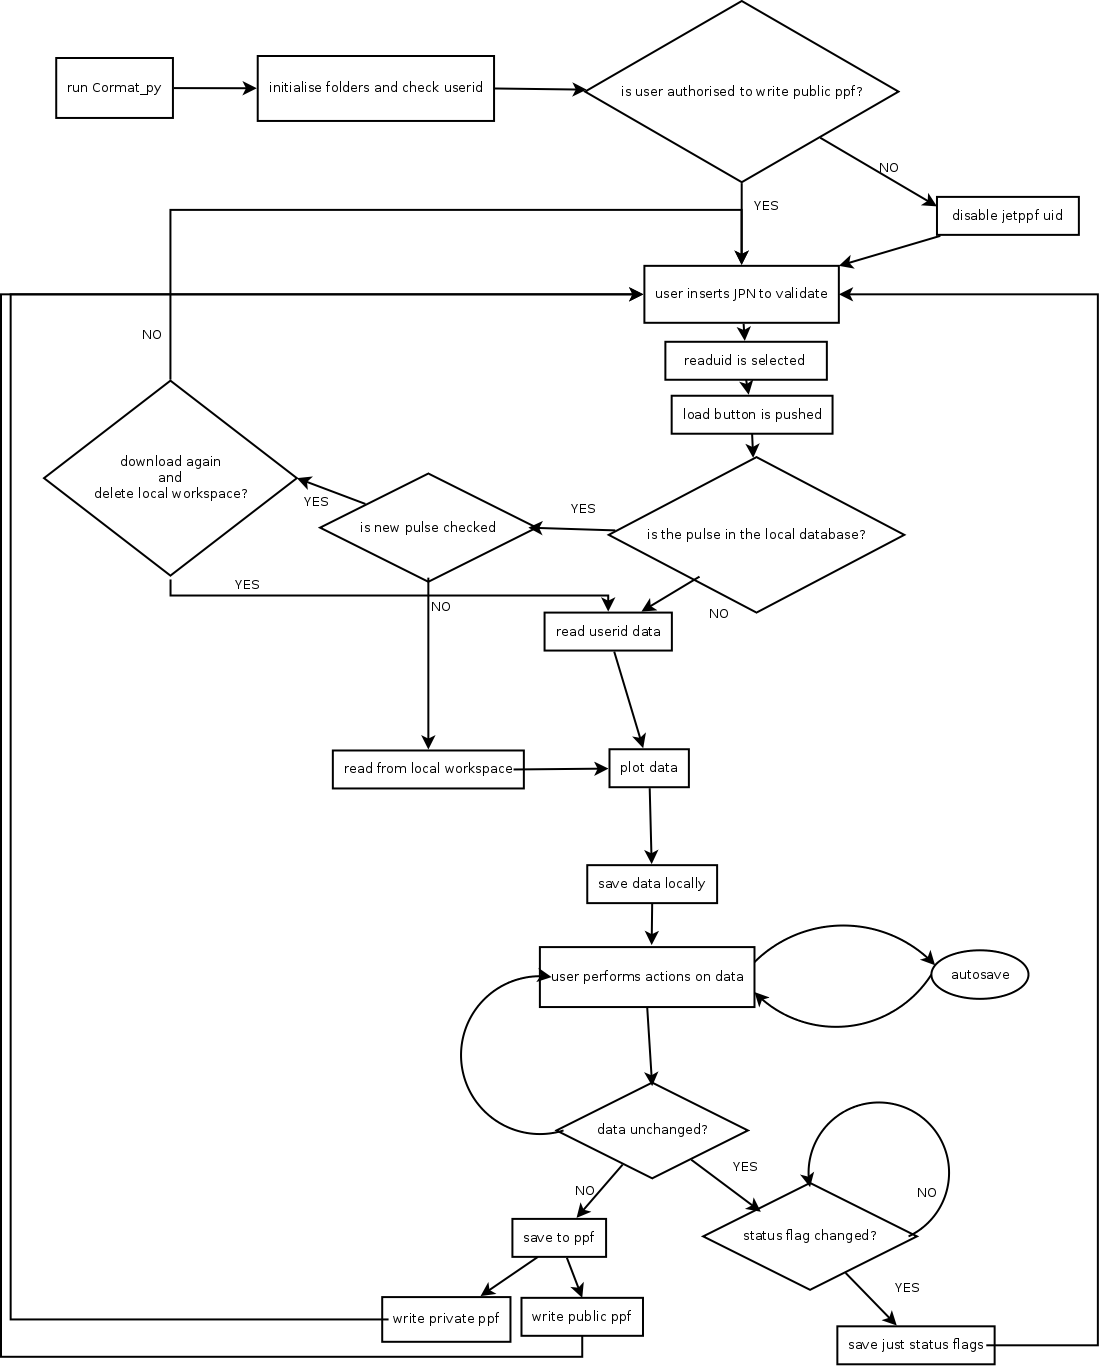 run Cormat_py
initialise folders and check userid
is user authorised to write public ppf?
NO
YES
disable jetppf uid
user inserts JPN to validate
NO
readuid is selected
load button is pushed
download again
and
delete local workspace?
YES
is new pulse checked
YES
is the pulse in the local database?
YES
NO
NO
read userid data
read from local workspace
plot data
save data locally
user performs actions on data
autosave
data unchanged?
YES
NO
NO
save to ppf
status flag changed?
YES
write private ppf
write public ppf
save just status flags